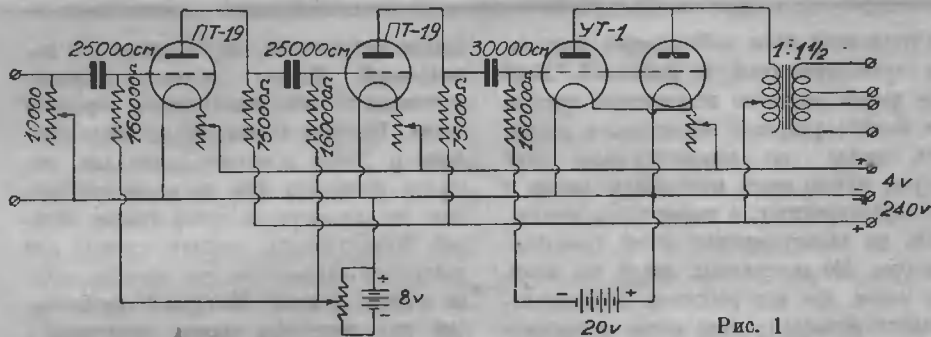 ПТ-19
ПТ-19
УТ-1
25000см
25000см
30000см
1:1½
10000
160000Ω
75000Ω
160000Ω
75000Ω
160000Ω
+
4v
-
+
240v
+
+
8v
-
-
+
20v
Рис. 1